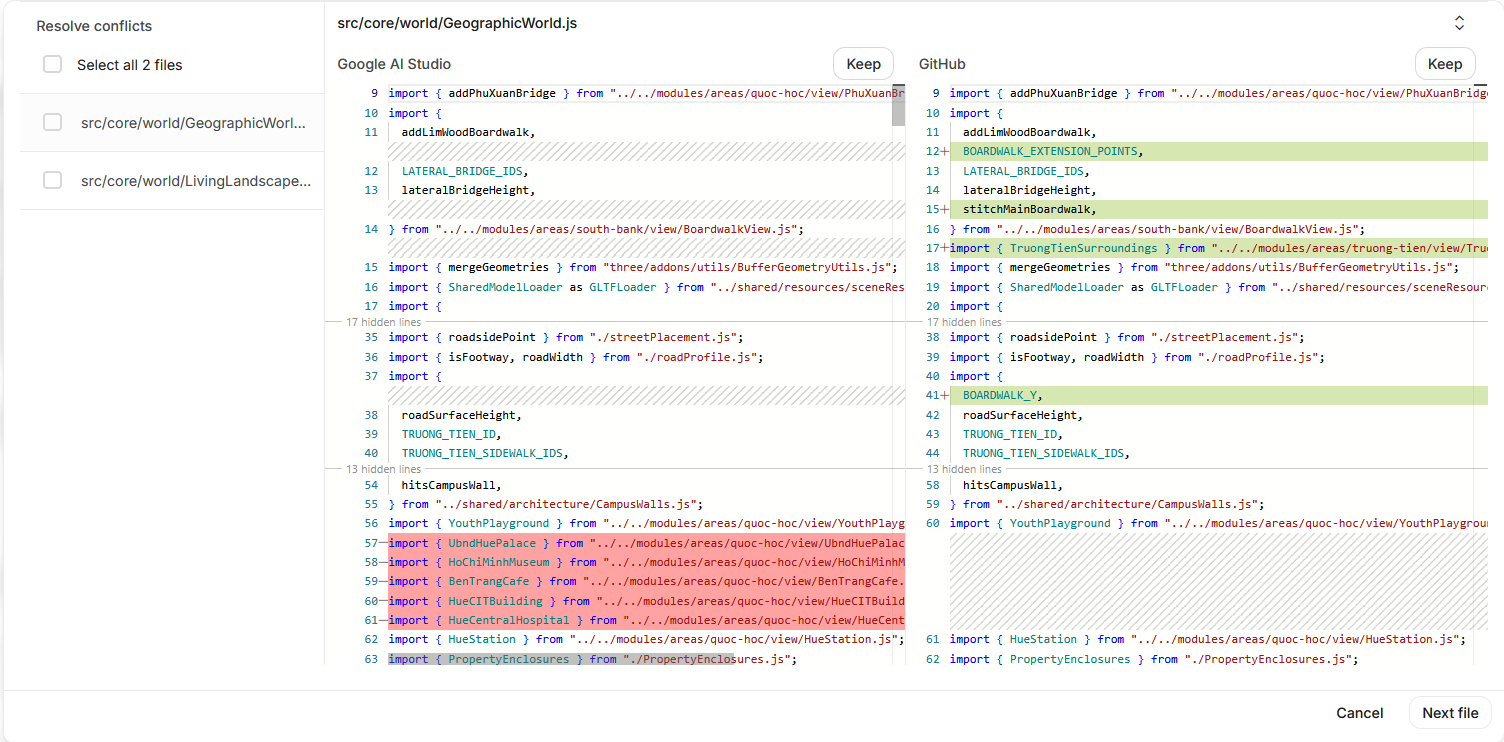 Resolve conflicts
Select all 2 files
src/core/world/GeographicWorl...
src/core/world/LivingLandscape...
src/core/world/GeographicWorld.js
Google AI Studio
Keep
9 import { addPhuXuanBridge } from "../../modules/areas/quoc-hoc/view/PhuXuanBr
10 import {
11 addLimWoodBoardwalk,
12 LATERAL_BRIDGE_IDS,
13 lateralBridgeHeight,
14 } from "../../modules/areas/south-bank/view/BoardwalkView.js";
15 import { mergeGeometries } from "three/addons/utils/BufferGeometryUtils.js";
16 import { SharedModelLoader as GLTFLoader } from "../shared/resources/sceneRes
17 import {
17 hidden lines
35 import { roadsidePoint } from "./streetPlacement.js";
36 import { isFootway, roadWidth } from "./roadProfile.js";
37 import {
38 roadSurfaceHeight,
39 TRUONG_TIEN_ID,
40 TRUONG_TIEN_SIDEWALK_IDS,
13 hidden lines
54 hitsCampusWall,
55 } from "../shared/architecture/CampusWalls.js";
56 import { YouthPlayground } from "../../modules/areas/quoc-hoc/view/YouthPlayg
57—import { UbndHuePalace } from "../../modules/areas/quoc-hoc/view/UbndHuePalac
58—import { HoChiMinhMuseum } from "../../modules/areas/quoc-hoc/view/HoChiMinhM
59—import { BenTrangCafe } from "../../modules/areas/quoc-hoc/view/BenTrangCafe.
60—import { HueCITBuilding } from "../../modules/areas/quoc-hoc/view/HueCITBuild
61—import { HueCentralHospital } from "../../modules/areas/quoc-hoc/view/HueCent
62 import { HueStation } from "../../modules/areas/quoc-hoc/view/HueStation.js";
63 import { PropertyEnclosures } from "./PropertyEnclosures.js";
GitHub
Keep
9 import { addPhuXuanBridge } from "../../modules/areas/quoc-hoc/view/PhuXuanBridge
10 import {
11 addLimWoodBoardwalk,
12+ BOARDWALK_EXTENSION_POINTS,
13 LATERAL_BRIDGE_IDS,
14 lateralBridgeHeight,
15+ stitchMainBoardwalk,
16 } from "../../modules/areas/south-bank/view/BoardwalkView.js";
17+import { TruongTienSurroundings } from "../../modules/areas/truong-tien/view/Truo
18 import { mergeGeometries } from "three/addons/utils/BufferGeometryUtils.js";
19 import { SharedModelLoader as GLTFLoader } from "../shared/resources/sceneResour
20 import {
17 hidden lines
38 import { roadsidePoint } from "./streetPlacement.js";
39 import { isFootway, roadWidth } from "./roadProfile.js";
40 import {
41+ BOARDWALK_Y,
42 roadSurfaceHeight,
43 TRUONG_TIEN_ID,
44 TRUONG_TIEN_SIDEWALK_IDS,
13 hidden lines
58 hitsCampusWall,
59 } from "../shared/architecture/CampusWalls.js";
60 import { YouthPlayground } from "../../modules/areas/quoc-hoc/view/YouthPlaygroun
61 import { HueStation } from "../../modules/areas/quoc-hoc/view/HueStation.js";
62 import { PropertyEnclosures } from "./PropertyEnclosures.js";
Cancel
Next file